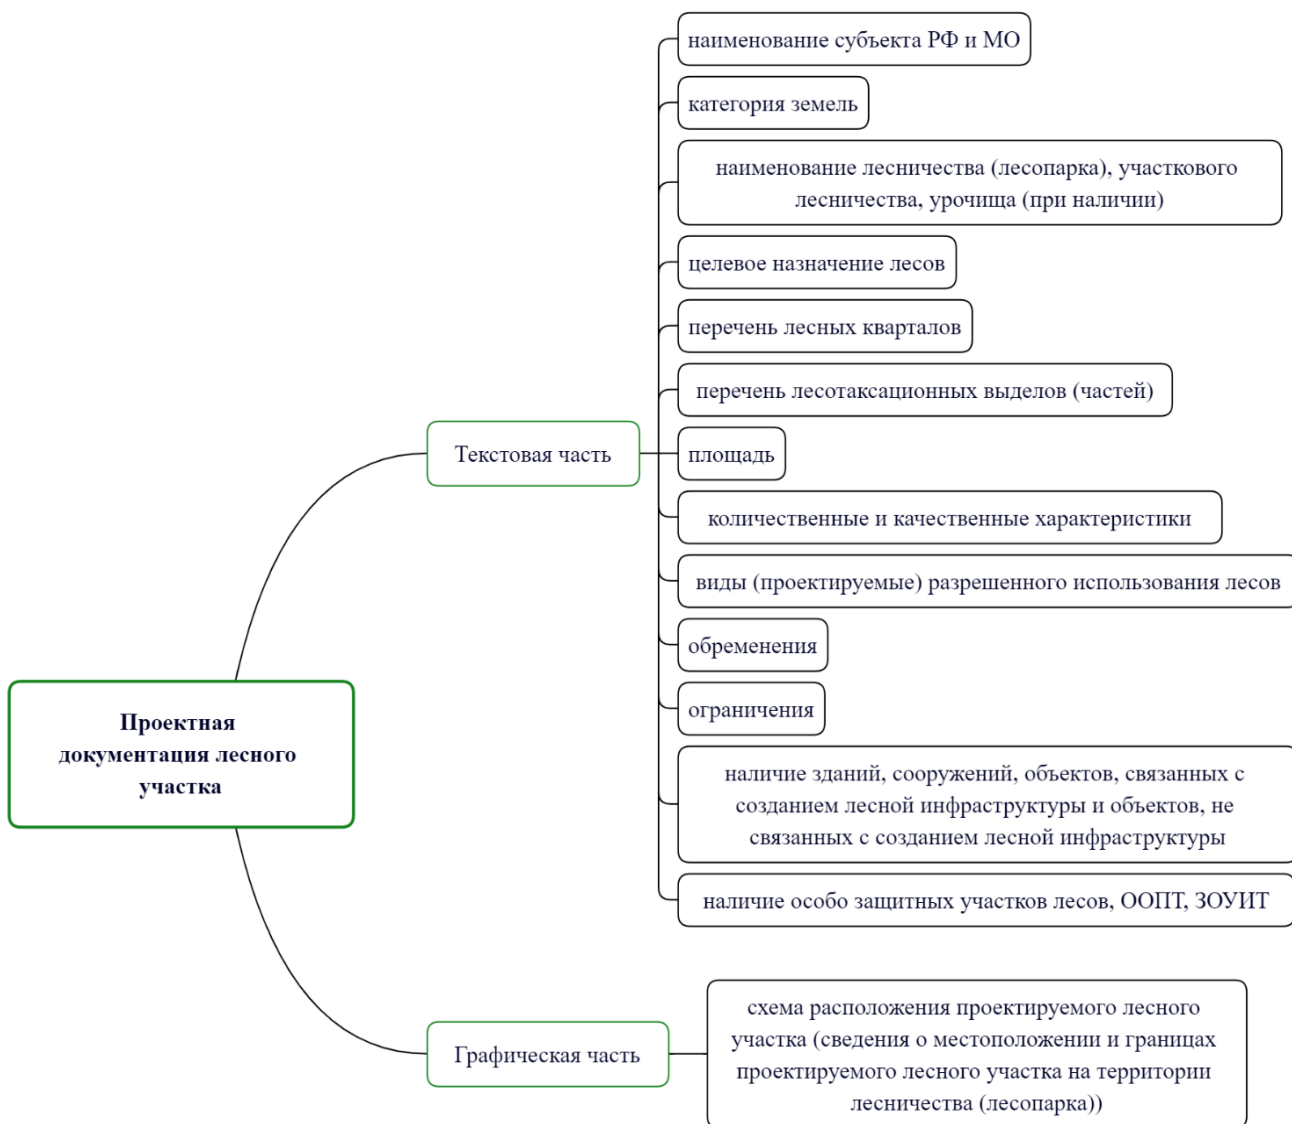 наименование субъекта РФ и МО
категория земель
наименование лесничества (лесопарка), участкового
лесничества, урочища (при наличии)
целевое назначение лесов
перечень лесных кварталов
перечень лесотаксационных выделов (частей)
Текстовая часть
площадь
количественные и качественные характеристики
виды (проектируемые) разрешенного использования лесов
обременения
ограничения
Проектная
документация лесного
участка
наличие зданий, сооружений, объектов, связанных с
созданием лесной инфраструктуры и объектов, не
связанных с созданием лесной инфраструктуры
наличие особо защитных участков лесов, ООПТ, ЗОУИТ
Графическая часть
схема расположения проектируемого лесного
участка (сведения о местоположении и границах
проектируемого лесного участка на территории
лесничества (лесопарка))